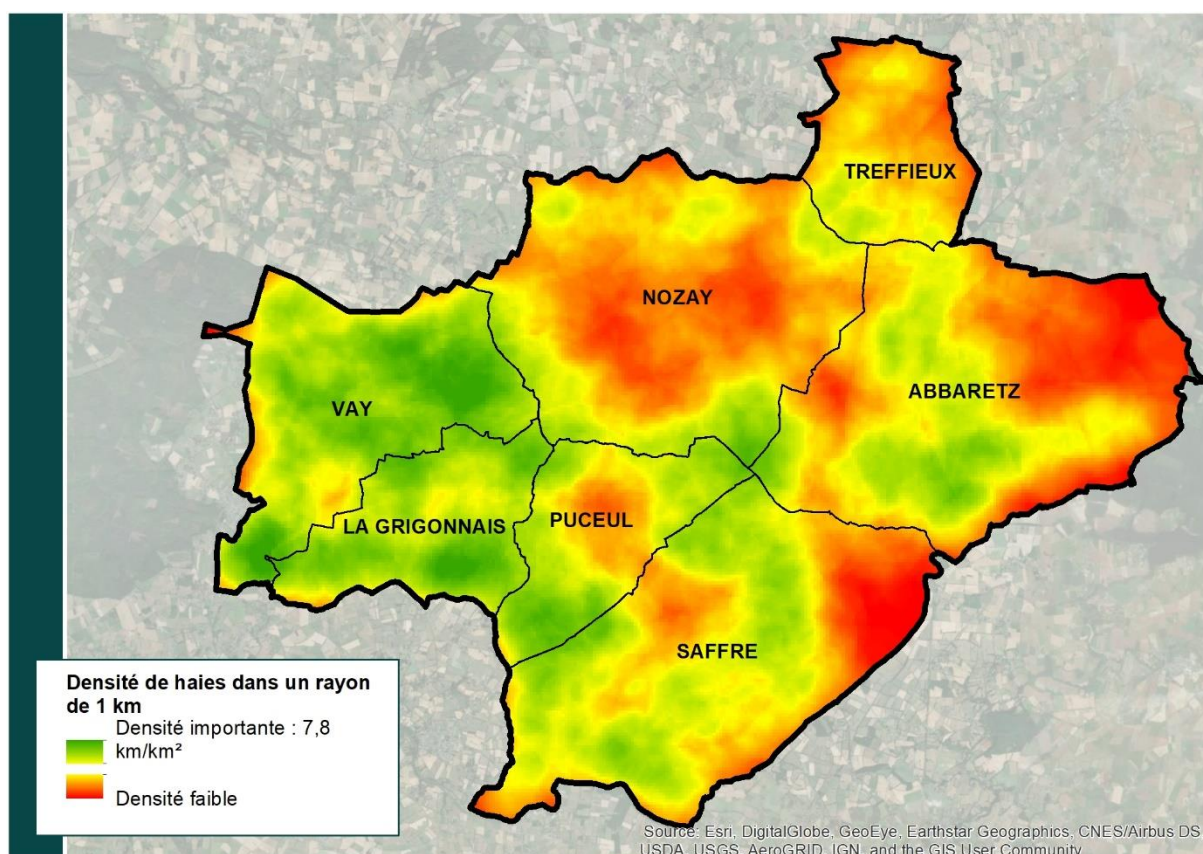 TREFFIEUX
NOZAY
ABBARETZ
VAY
LA GRIGONNAIS
PUCEUL
SAFFRE
Densité de haies dans un rayon
de 1 km
Densité importante : 7,8
km/km²
Densité faible
Source: Esri, DigitalGlobe, GeoEye, Earthstar Geographics, CNES/Airbus DS,
USDA, USGS, AeroGRID, IGN, and the GIS User Community